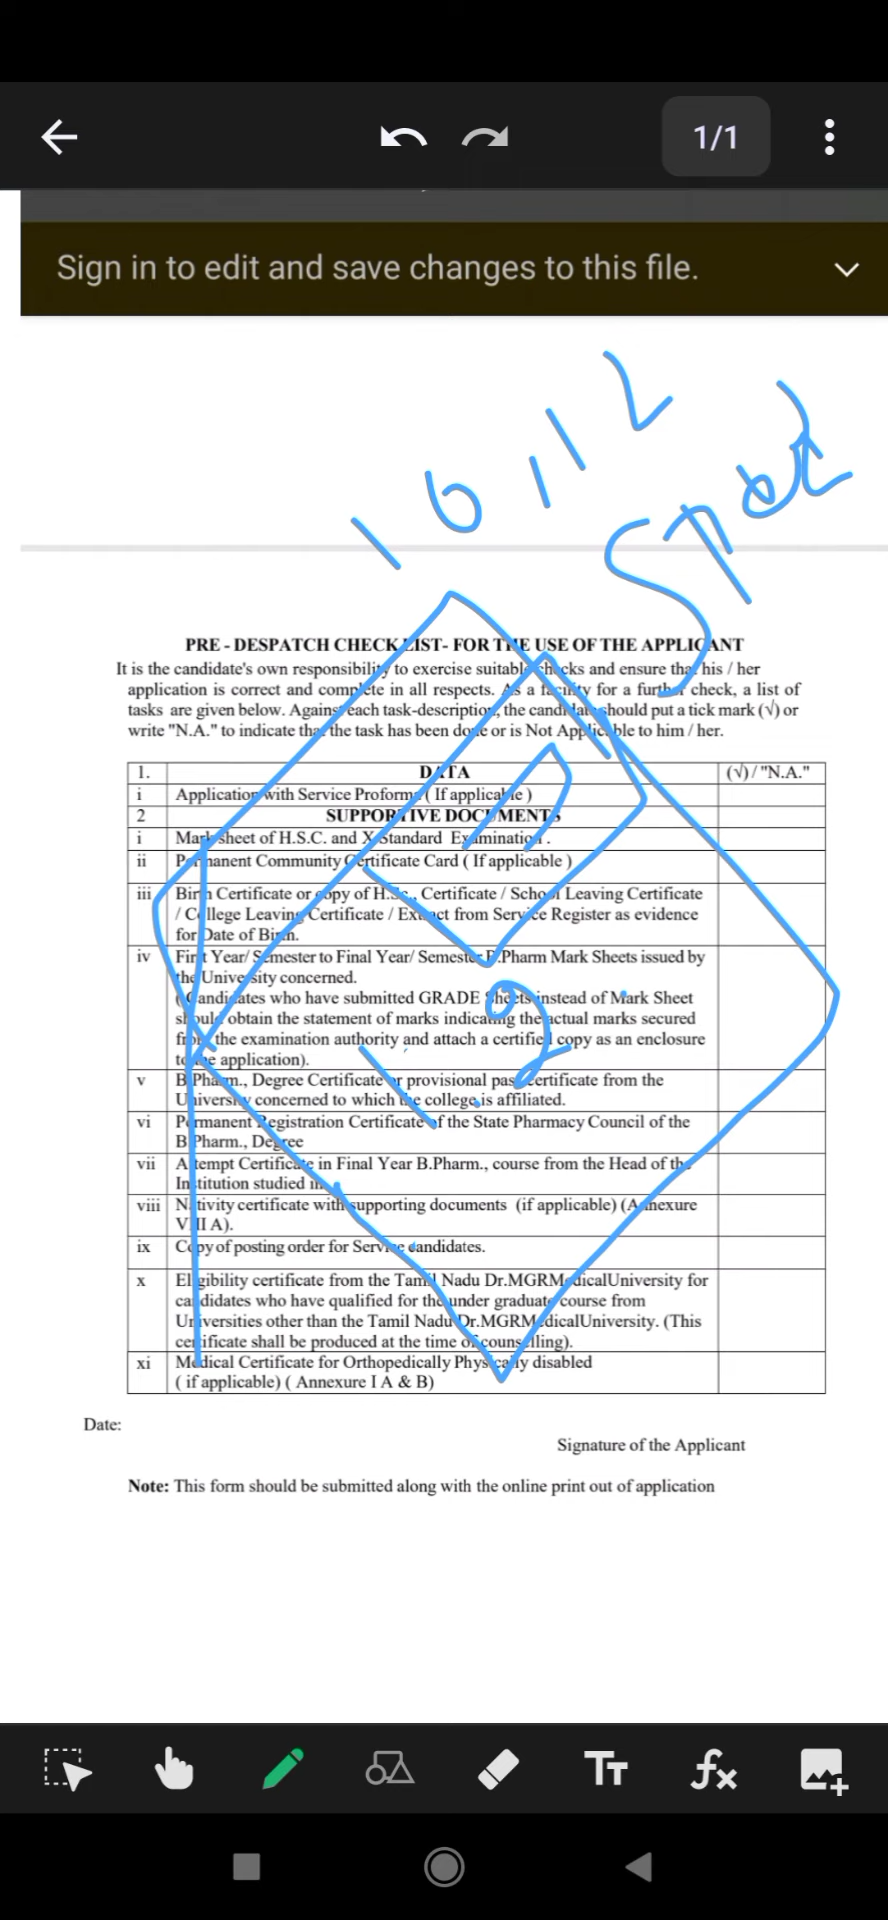 1/1
Sign in to edit and save changes to this file.
10, 12
PRE - DESPATCH CHECK LIST- FOR THE USE OF THE APPLICANT
It is the candidate's own responsibility to exercise suitable checks and ensure that his / her
application is correct and complete in all respects. As a facility for a further check, a list of
tasks are given below. Against each task-description, the candidate should put a tick mark (√) or
write "N.A." to indicate that the task has been done or is Not Applicable to him / her.
1. DATA (√) / "N.A."
i Application with Service Proforma ( If applicable )
2 SUPPORTIVE DOCUMENTS
i Mark sheet of H.S.C. and X Standard Examination .
ii Permanent Community Certificate Card ( If applicable )
iii Birth Certificate or copy of H.Sc., Certificate / School Leaving Certificate
/ College Leaving Certificate / Extract from Service Register as evidence
for Date of Birth.
iv First Year/ Semester to Final Year/ Semester B.Pharm Mark Sheets issued by
the University concerned.
(Candidates who have submitted GRADE Sheets instead of Mark Sheet
should obtain the statement of marks indicating the actual marks secured
from the examination authority and attach a certified copy as an enclosure
to the application).
v B.Pharm., Degree Certificate or provisional pass certificate from the
University concerned to which the college is affiliated.
vi Permanent Registration Certificate of the State Pharmacy Council of the
B.Pharm., Degree
vii Attempt Certificate in Final Year B.Pharm., course from the Head of the
Institution studied in.
viii Nativity certificate with supporting documents (if applicable) (Annexure
VIII A).
ix Copy of posting order for Service candidates.
x Eligibility certificate from the Tamil Nadu Dr.MGRMedicalUniversity for
candidates who have qualified for the under graduate course from
Universities other than the Tamil Nadu Dr.MGRMedicalUniversity. (This
certificate shall be produced at the time of counselling).
xi Medical Certificate for Orthopedically Physically disabled
( if applicable) ( Annexure I A & B)
Date:
Signature of the Applicant
Note: This form should be submitted along with the online print out of application